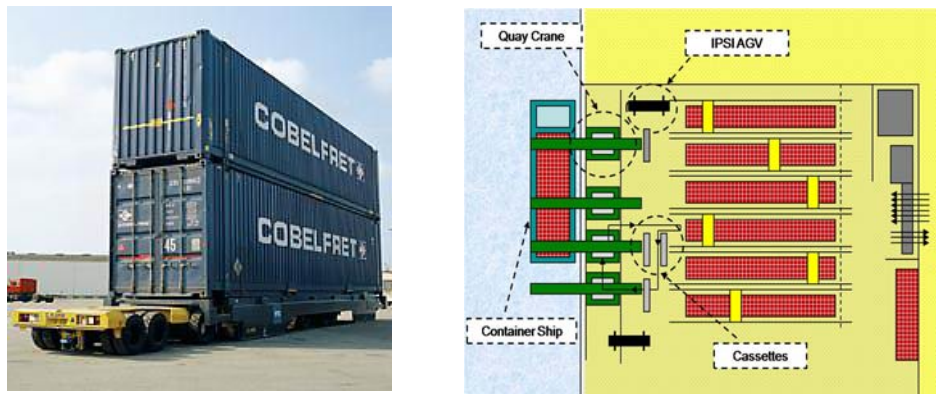 COBELFRET
COBELFRET
45
Quay Crane
IPSI AGV
Container Ship
Cassettes